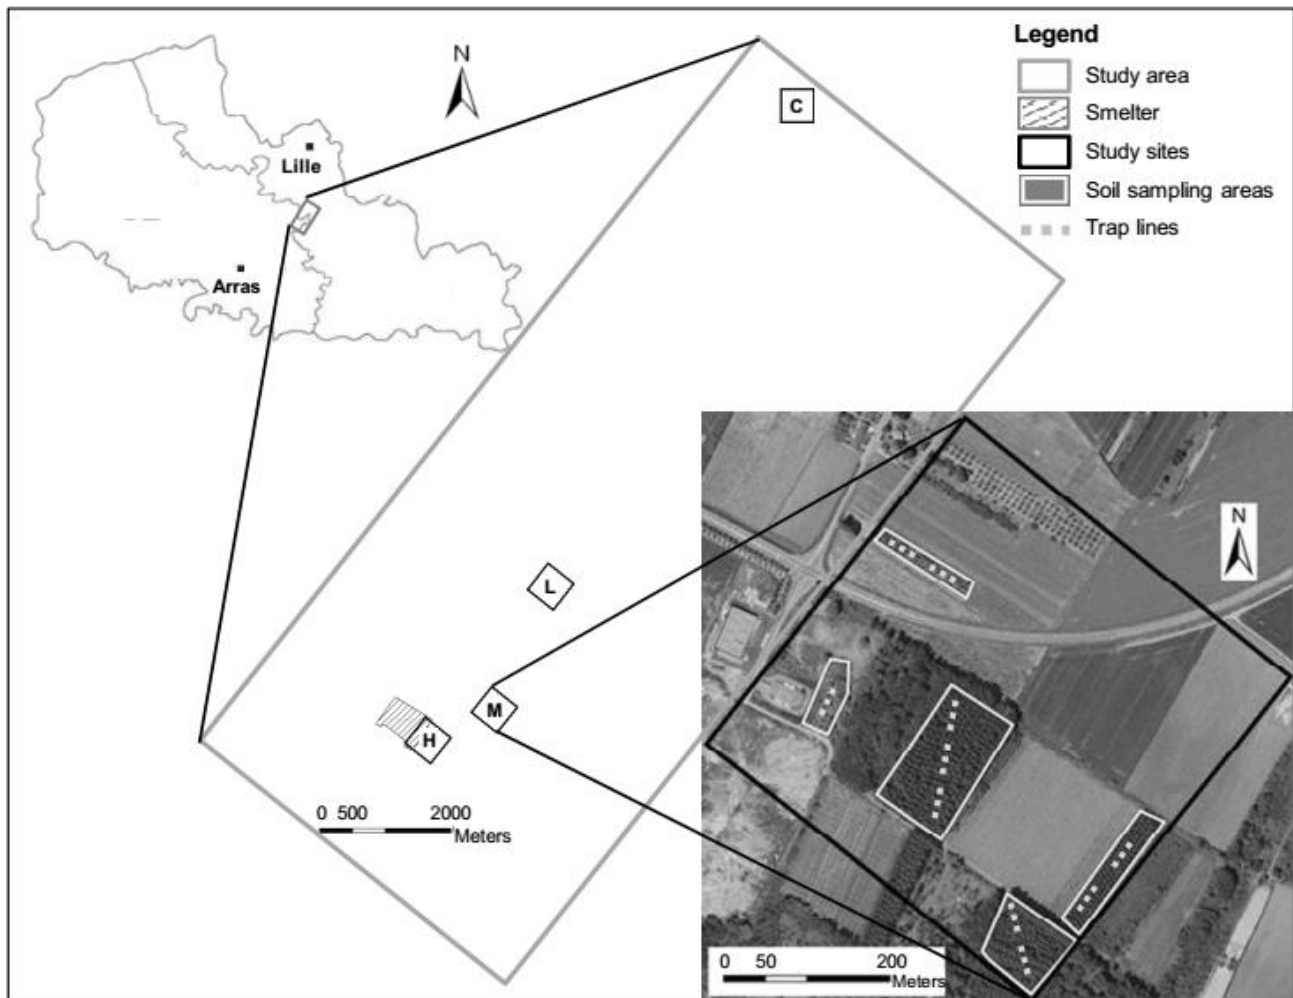 Legend
Study area
Smelter
Study sites
Soil sampling areas
Trap lines
N
Lille
Arras
C
L
M
H
0 500 2000
Meters
N
0 50 200
Meters